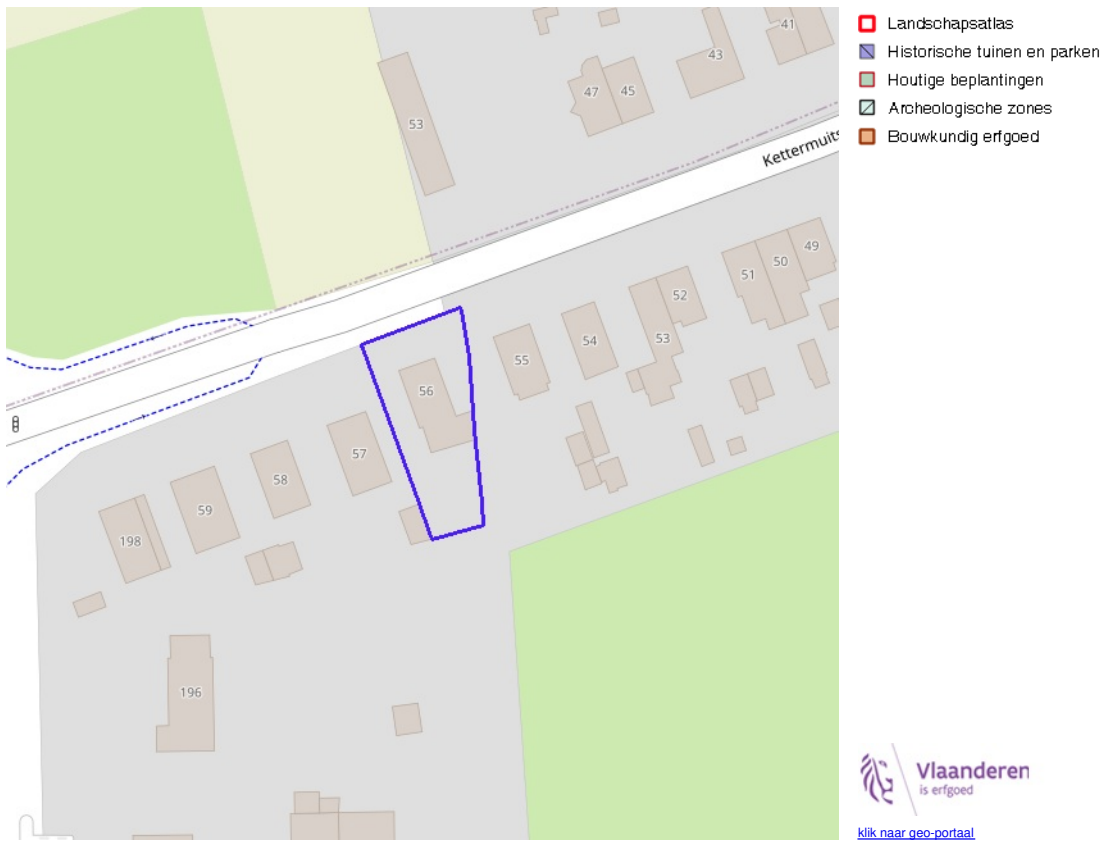 41
43
47
45
53
Kettermuits
49
50
51
52
53
54
55
56
57
58
59
198
196
Landschapsatlas
Historische tuinen en parken
Houtige beplantingen
Archeologische zones
Bouwkundig erfgoed
Vlaanderen
is erfgoed
klik naar geo-portaal